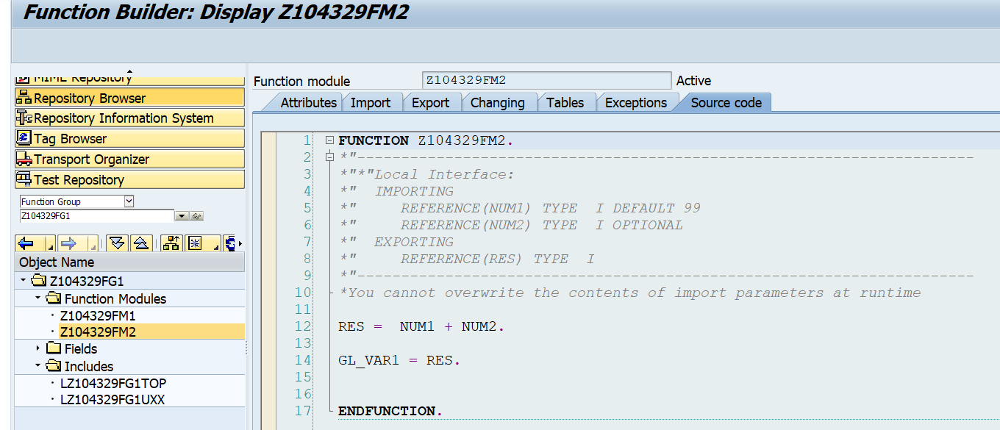 Function Builder: Display Z104329FM2
MIME Repository
Repository Browser
Repository Information System
Tag Browser
Transport Organizer
Test Repository
Function Group
Z104329FG1
Object Name
Z104329FG1
Function Modules
Z104329FM1
Z104329FM2
Fields
Includes
LZ104329FG1TOP
LZ104329FG1UXX
Function module Z104329FM2 Active
Attributes Import Export Changing Tables Exceptions Source code
1 FUNCTION Z104329FM2.
2 *"----------------------------------------------------------------------
3 *"*"Local Interface:
4 *"  IMPORTING
5 *"     REFERENCE(NUM1) TYPE  I DEFAULT 99
6 *"     REFERENCE(NUM2) TYPE  I OPTIONAL
7 *"  EXPORTING
8 *"     REFERENCE(RES) TYPE  I
9 *"----------------------------------------------------------------------
10 *You cannot overwrite the contents of import parameters at runtime
11
12 RES =  NUM1 + NUM2.
13
14 GL_VAR1 = RES.
15
16
17 ENDFUNCTION.